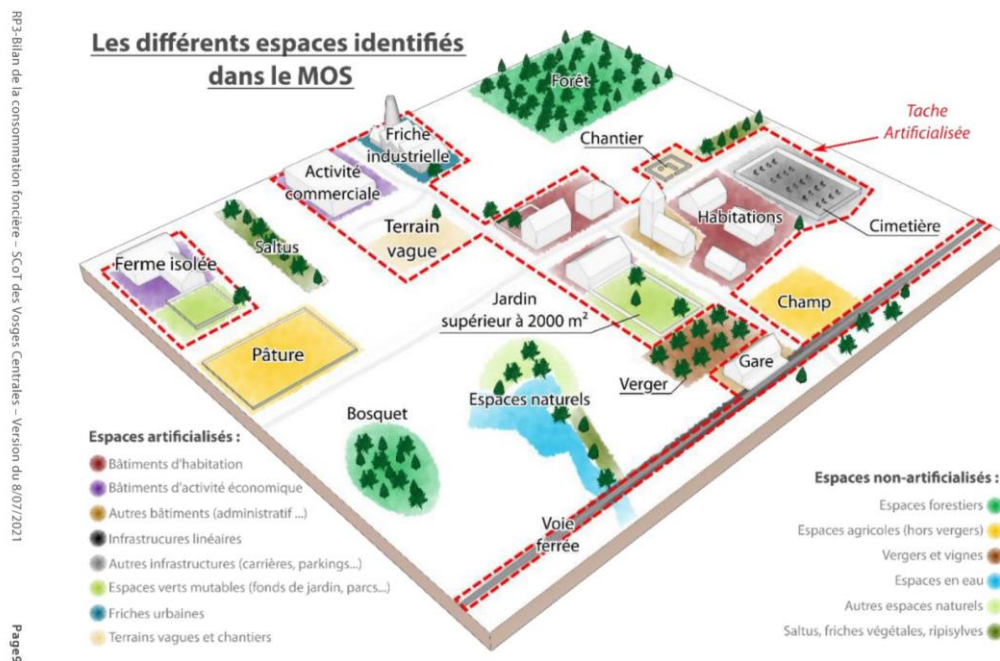 Les différents espaces identifiés
dans le MOS
Forêt
Tache
Artificialisée
Friche
industrielle
Chantier
Activité
commerciale
Habitations
Cimetière
Terrain
vague
Saltus
Ferme isolée
Jardin
supérieur à 2000 m²
Champ
Pâture
Gare
Verger
Espaces naturels
Bosquet
Voie
ferrée
Espaces artificialisés :
Bâtiments d'habitation
Bâtiments d'activité économique
Autres bâtiments (administratif ...)
Infrastrucures linéaires
Autres infrastructures (carrières, parkings...)
Espaces verts mutables (fonds de jardin, parcs...)
Friches urbaines
Terrains vagues et chantiers
Espaces non-artificialisés :
Espaces forestiers
Espaces agricoles (hors vergers)
Vergers et vignes
Espaces en eau
Autres espaces naturels
Saltus, friches végétales, ripisylves
RP3-Bilan de la consommation foncière – SCoT des Vosges Centrales – Version du 8/07/2021
Page9